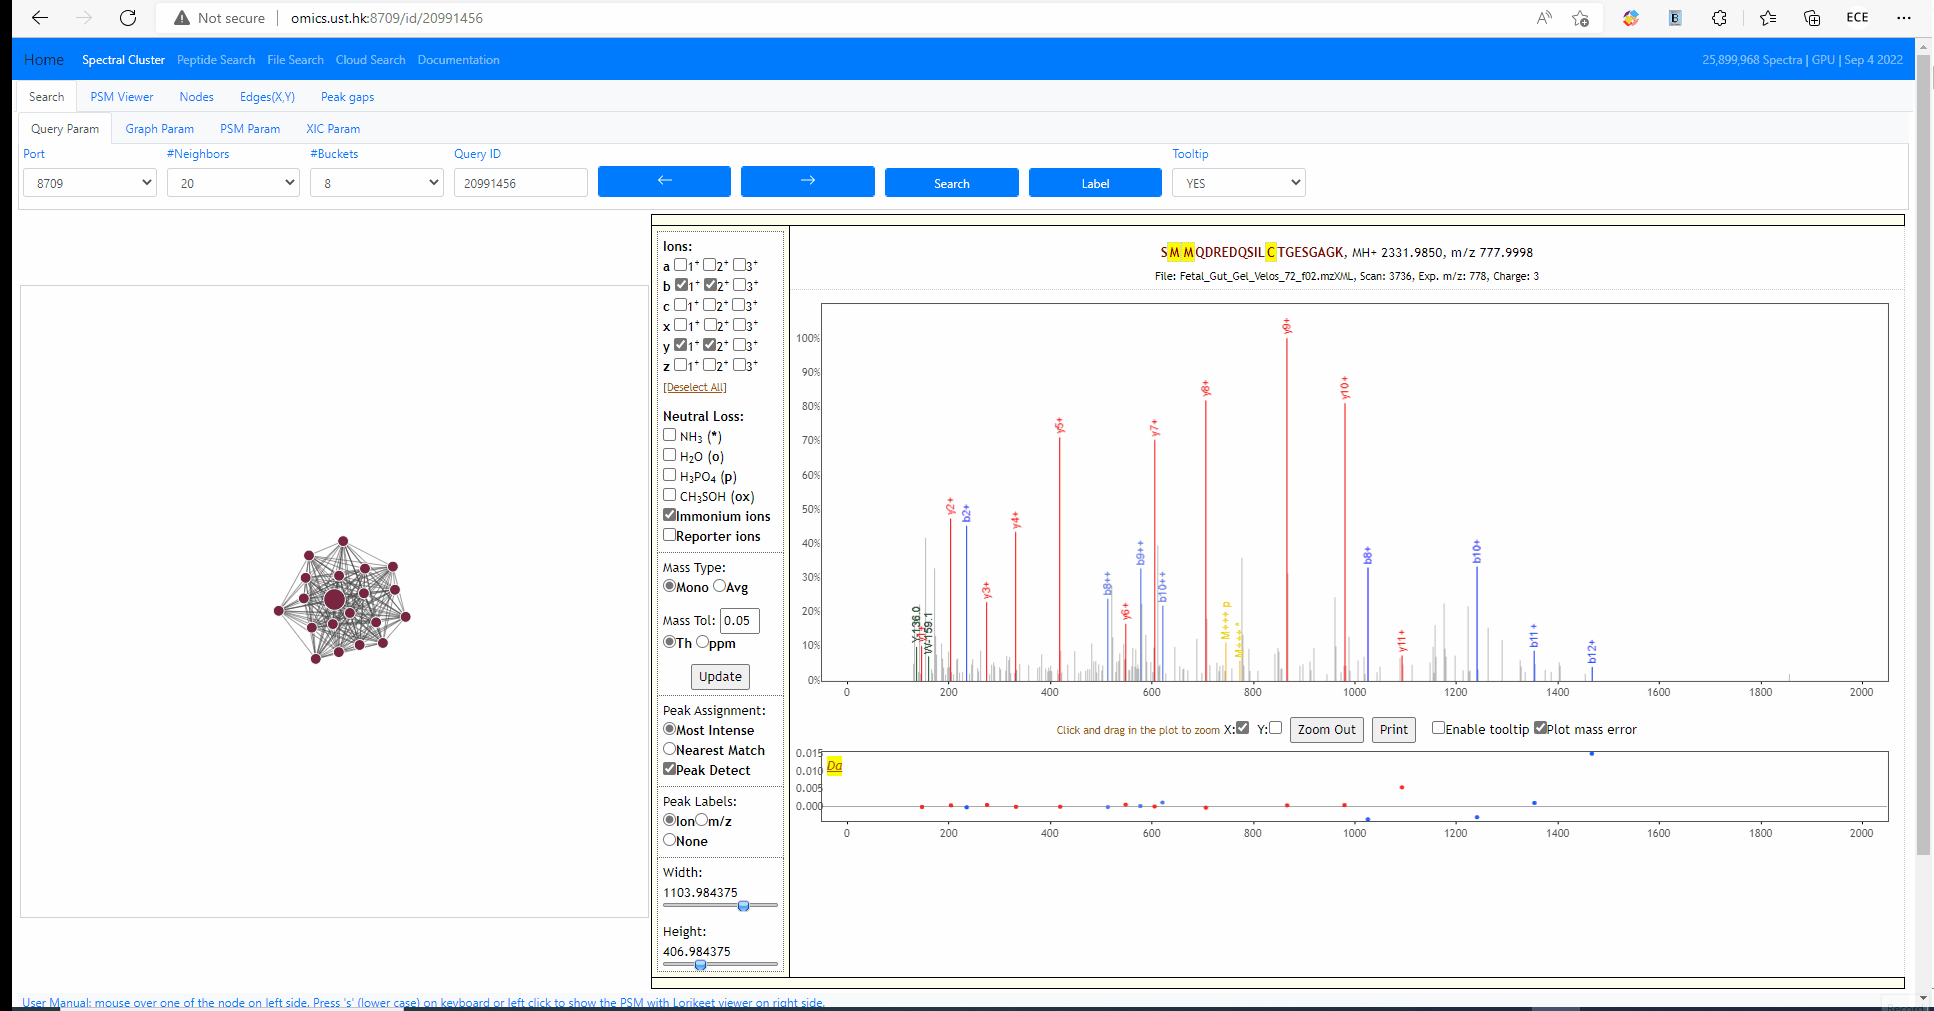 Not secure omics.ust.hk:8709/id/20991456 ECE
Home Spectral Cluster Peptide Search File Search Cloud Search Documentation 25,899,968 Spectra | GPU | Sep 4 2022
Search PSM Viewer Nodes Edges(X,Y) Peak gaps
Query Param Graph Param PSM Param XIC Param
Port #Neighbors #Buckets Query ID Tooltip
8709 20 8 20991456 ← → Search Label YES
Ions:
a 1+ 2+ 3+
b 1+ 2+ 3+
c 1+ 2+ 3+
x 1+ 2+ 3+
y 1+ 2+ 3+
z 1+ 2+ 3+
[Deselect All]
Neutral Loss:
NH3 (*)
H2O (o)
H3PO4 (p)
CH3SOH (ox)
Immonium ions
Reporter ions
Mass Type:
Mono Avg
Mass Tol: 0.05
Th ppm
Update
Peak Assignment:
Most Intense
Nearest Match
Peak Detect
Peak Labels:
Ion m/z
None
Width:
1103.984375
Height:
406.984375
SMMQDREDQSILCTGESGAGK, MH+ 2331.9850, m/z 777.9998
File: Fetal_Gut_Gel_Velos_72_f02.mzXML, Scan: 3736, Exp. m/z: 778, Charge: 3
100%
90%
80%
70%
60%
50%
40%
30%
20%
10%
0%
Y-136.0
y1+
W-159.1
y2+
b2+
y3+
y4+
y5+
b8++
y6+
b9++
y7+
b10++
y8+
M+++ p
M+++ *
y9+
y10+
b8+
y11+
b10+
b11+
b12+
0 200 400 600 800 1000 1200 1400 1600 1800 2000
Click and drag in the plot to zoom X: Y: Zoom Out Print Enable tooltip Plot mass error
0.015
0.010
0.005
0.000
Da
0 200 400 600 800 1000 1200 1400 1600 1800 2000
User Manual: mouse over one of the node on left side. Press 's' (lower case) on keyboard or left click to show the PSM with Lorikeet viewer on right side.